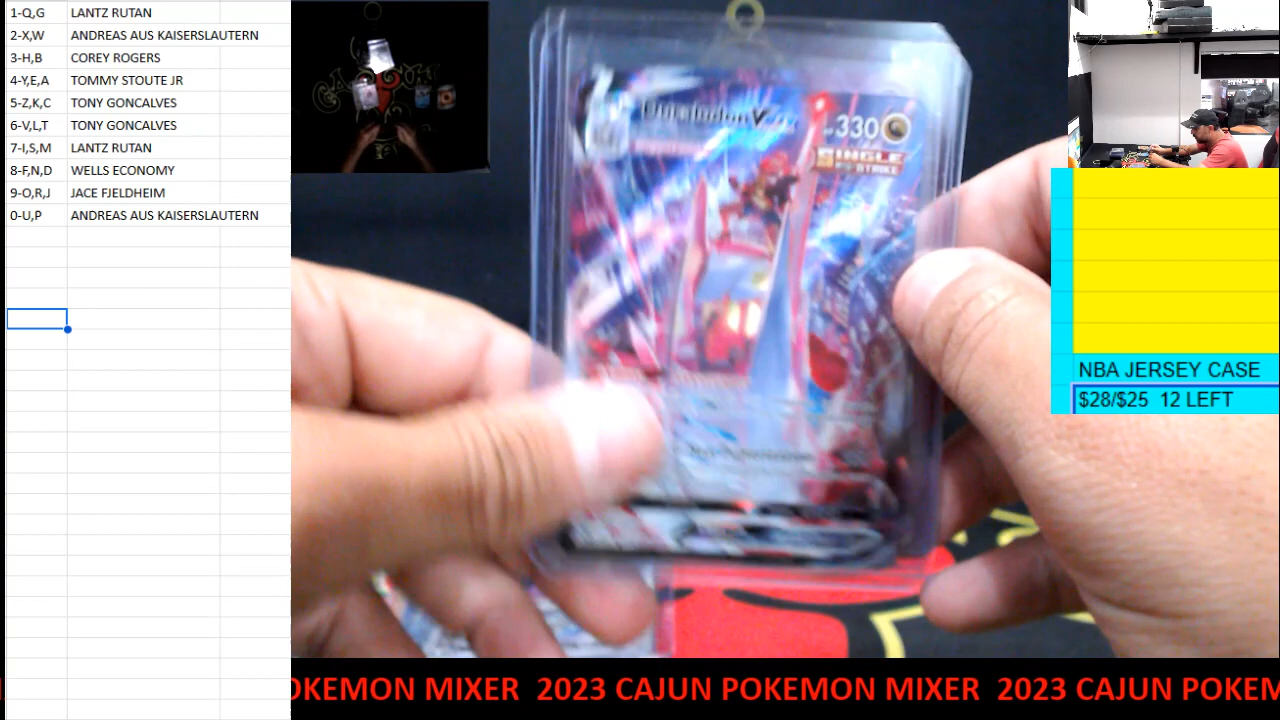 1-Q,G LANTZ RUTAN
2-X,W ANDREAS AUS KAISERSLAUTERN
3-H,B COREY ROGERS
4-Y,E,A TOMMY STOUTE JR
5-Z,K,C TONY GONCALVES
6-V,L,T TONY GONCALVES
7-I,S,M LANTZ RUTAN
8-F,N,D WELLS ECONOMY
9-O,R,J JACE FJELDHEIM
0-U,P ANDREAS AUS KAISERSLAUTERN
330
SINGLE
STRIKE
NBA JERSEY CASE
$28/$25 12 LEFT
OKEMON MIXER 2023 CAJUN POKEMON MIXER 2023 CAJUN POKEM